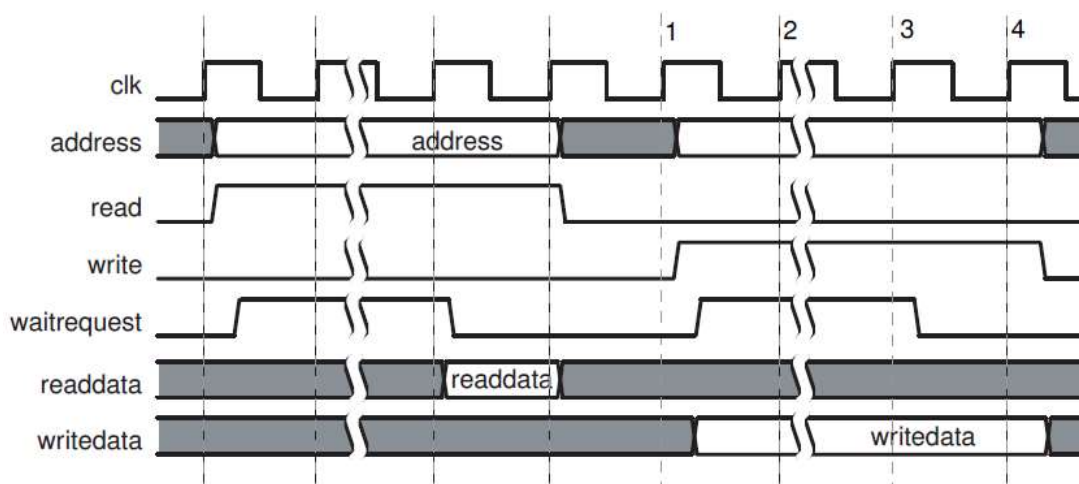 1 2 3 4
clk
address address
read
write
waitrequest
readdata readdata
writedata writedata